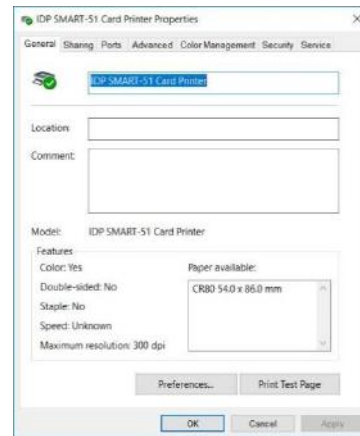 IDP SMART-51 Card Printer Properties
General Sharing Ports Advanced Color Management Security Service
IDP SMART-51 Card Printer
Location:
Comment:
Model: IDP SMART-51 Card Printer
Features
Color: Yes
Paper available:
Double-sided: No
CR80 54.0 x 86.0 mm
Staple: No
Speed: Unknown
Maximum resolution: 300 dpi
Preferences... Print Test Page
OK Cancel Apply